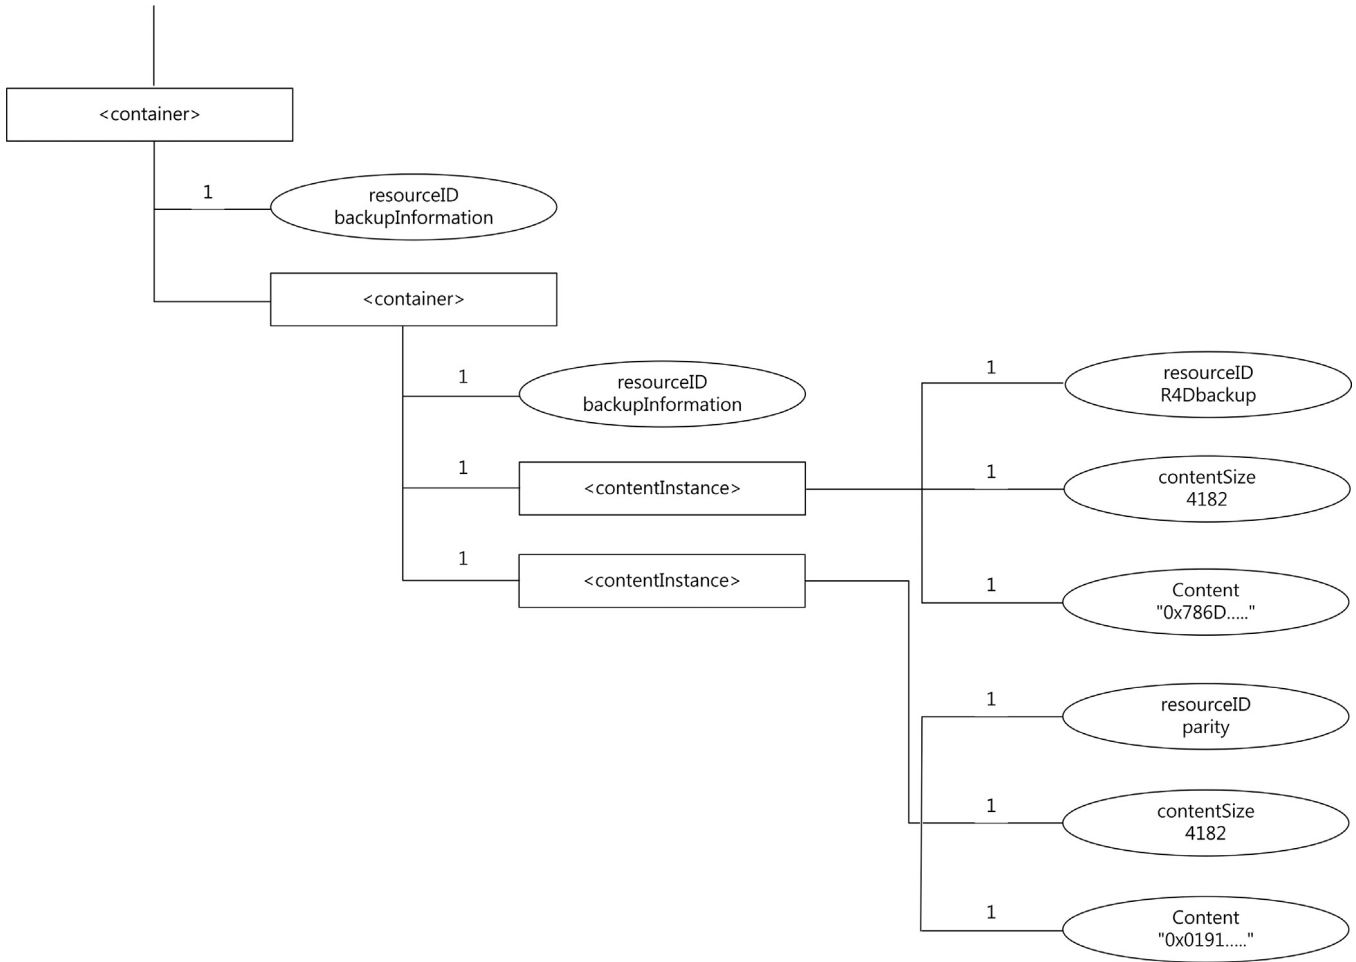 <container>
1
resourceID
backupInformation
<container>
1
resourceID
backupInformation
1
<contentInstance>
1
<contentInstance>
1
resourceID
R4Dbackup
1
contentSize
4182
1
Content
"0x786D....."
1
resourceID
parity
1
contentSize
4182
1
Content
"0x0191....."